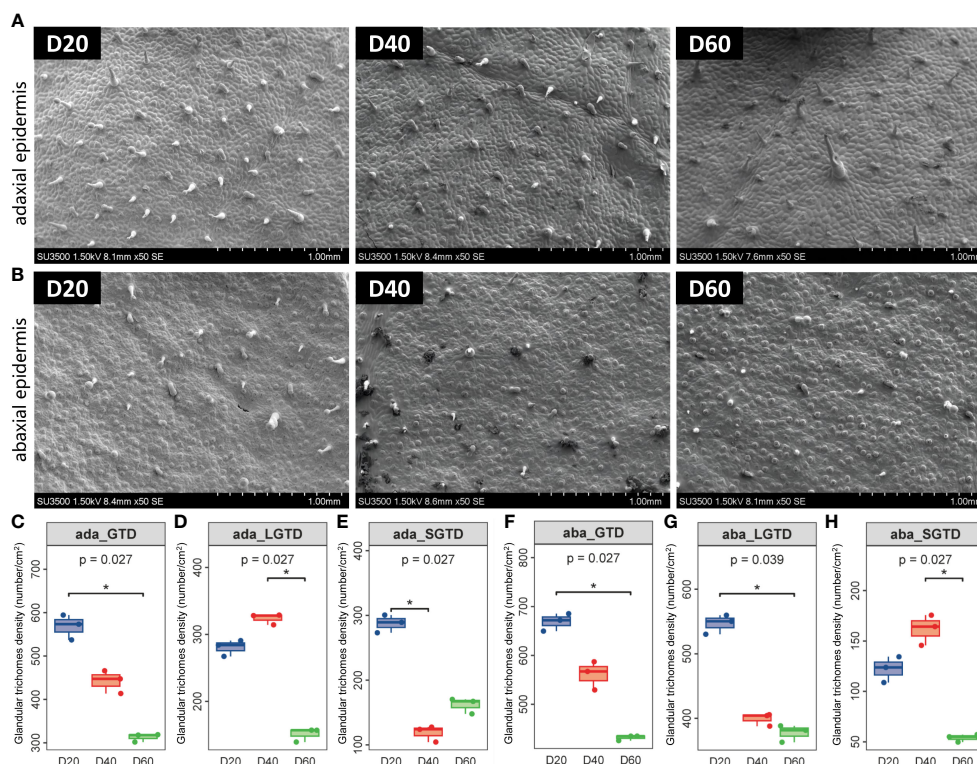 A
D20
D40
D60
adaxial epidermis
SU3500 1.50kV 8.1mm x50 SE 1.00mm
SU3500 1.50kV 8.4mm x50 SE 1.00mm
SU3500 1.50kV 7.6mm x50 SE 1.00m
B
D20
D40
D60
abaxial epidermis
SU3500 1.50kV 8.4mm x50 SE 1.00mm
SU3500 1.50kV 8.6mm x50 SE 1.00mm
SU3500 1.50kV 8.1mm x50 SE 1.00m
C
ada_GTD
p = 0.027
*
Glandular trichomes density (number/cm²)
700
600
500
400
300
D20 D40 D60
D
ada_LGTD
p = 0.027
*
Glandular trichomes density (number/cm²)
400
300
200
D20 D40 D60
E
ada_SGTD
p = 0.027
*
Glandular trichomes density (number/cm²)
400
300
200
100
D20 D40 D60
F
aba_GTD
p = 0.027
*
Glandular trichomes density (number/cm²)
800
700
600
500
D20 D40 D60
G
aba_LGTD
p = 0.039
*
Glandular trichomes density (number/cm²)
600
500
400
D20 D40 D60
H
aba_SGTD
p = 0.027
*
Glandular trichomes density (number/cm²)
200
150
100
50
D20 D40 D60